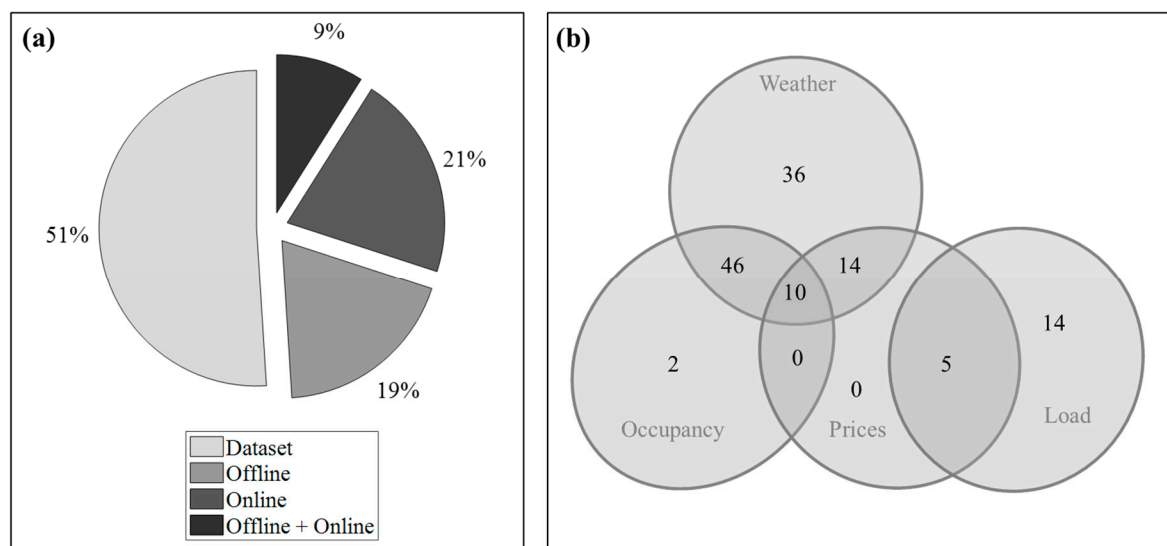 (a)
9%
21%
51%
19%
Dataset
Offline
Online
Offline + Online
(b)
Weather
36
46
14
10
14
2
0
5
0
Occupancy
Prices
Load